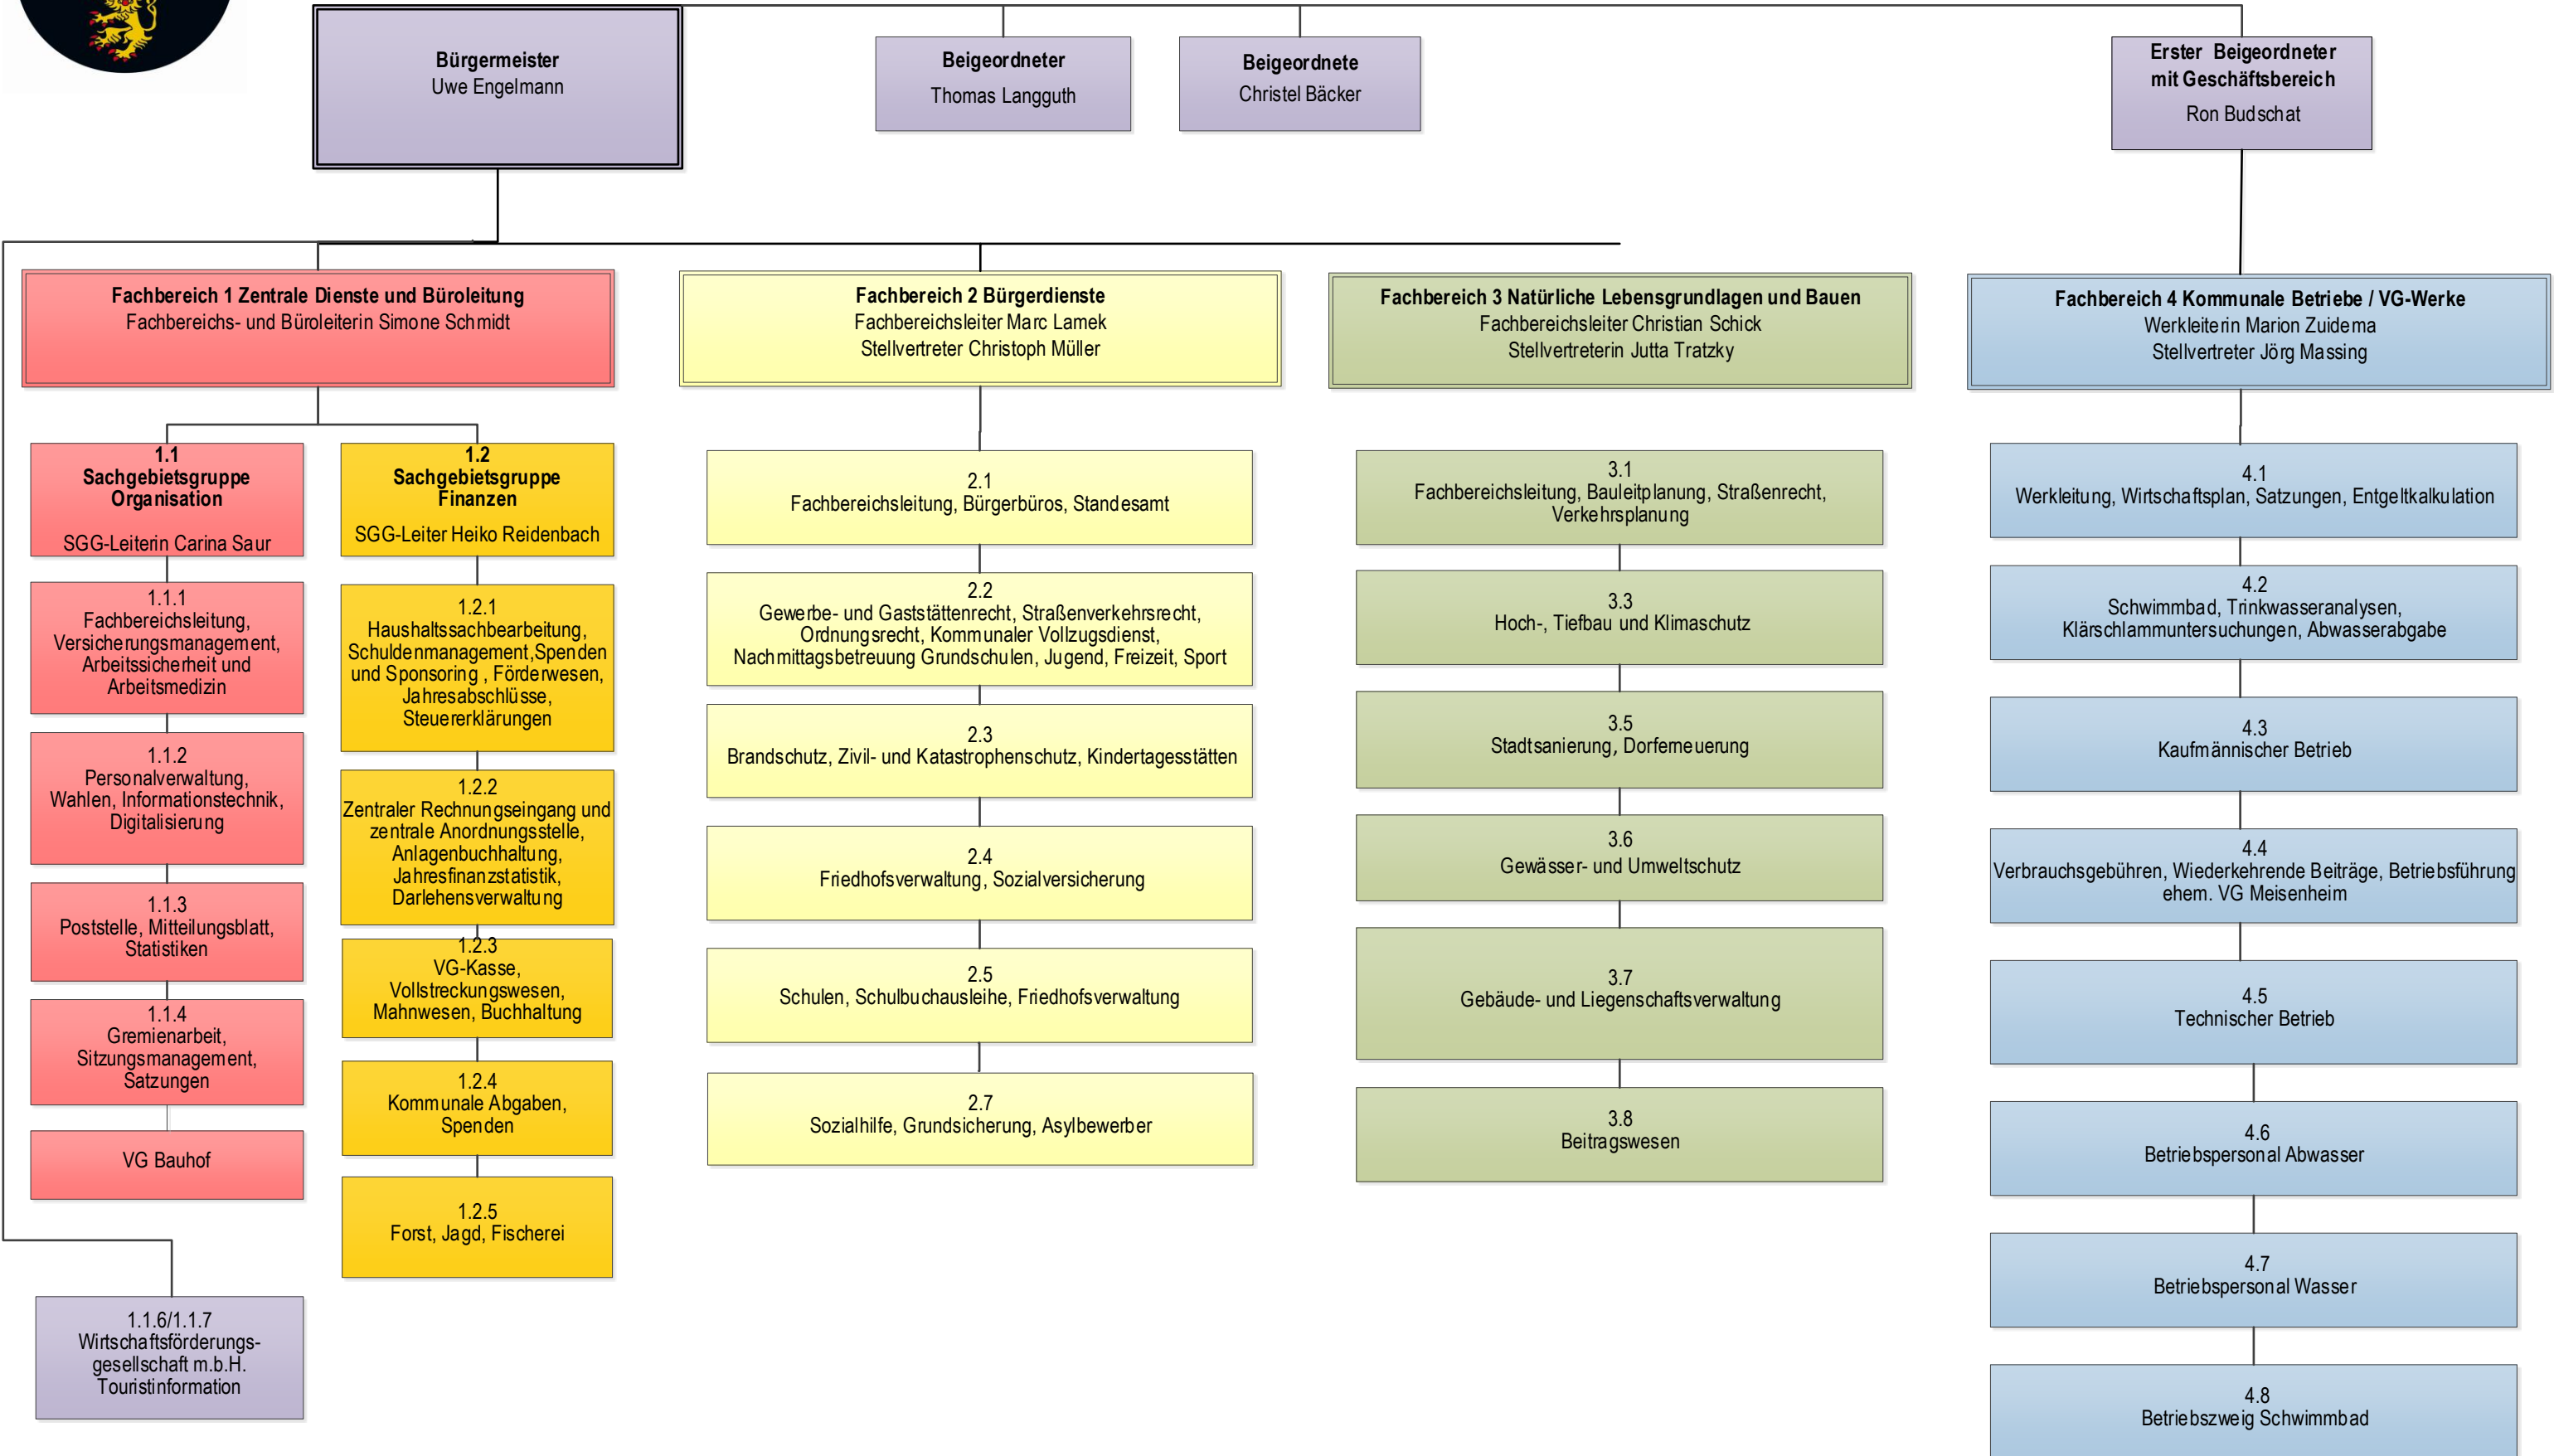 Bürgermeister
Uwe Engelmann
Beigeordneter
Thomas Langguth
Beigeordnete
Christel Bäcker
Erster Beigeordneter
mit Geschäftsbereich
Ron Budschat
Fachbereich 1 Zentrale Dienste und Büroleitung
Fachbereichs- und Büroleiterin Simone Schmidt
Fachbereich 2 Bürgerdienste
Fachbereichsleiter Marc Lamek
Stellvertreter Christoph Müller
Fachbereich 3 Natürliche Lebensgrundlagen und Bauen
Fachbereichsleiter Christian Schick
Stellvertreterin Jutta Tratzky
Fachbereich 4 Kommunale Betriebe / VG-Werke
Werkleiterin Marion Zuidema
Stellvertreter Jörg Massing
1.1
Sachgebietsgruppe
Organisation
SGG-Leiterin Carina Saur
1.1.1
Fachbereichsleitung,
Versicherungsmanagement,
Arbeitssicherheit und
Arbeitsmedizin
1.1.2
Personalverwaltung,
Wahlen, Informationstechnik,
Digitalisierung
1.1.3
Poststelle, Mitteilungsblatt,
Statistiken
1.1.4
Gremienarbeit,
Sitzungsmanagement,
Satzungen
VG Bauhof
1.1.6/1.1.7
Wirtschaftsförderungs-
gesellschaft m.b.H.
Touristinformation
1.2
Sachgebietsgruppe
Finanzen
SGG-Leiter Heiko Reidenbach
1.2.1
Haushaltssachbearbeitung,
Schuldenmanagement,Spenden
und Sponsoring , Förderwesen,
Jahresabschlüsse,
Steuererklärungen
1.2.2
Zentraler Rechnungseingang und
zentrale Anordnungsstelle,
Anlagenbuchhaltung,
Jahresfinanzstatistik,
Darlehensverwaltung
1.2.3
VG-Kasse,
Vollstreckungswesen,
Mahnwesen, Buchhaltung
1.2.4
Kommunale Abgaben,
Spenden
1.2.5
Forst, Jagd, Fischerei
2.1
Fachbereichsleitung, Bürgerbüros, Standesamt
2.2
Gewerbe- und Gaststättenrecht, Straßenverkehrsrecht,
Ordnungsrecht, Kommunaler Vollzugsdienst,
Nachmittagsbetreuung Grundschulen, Jugend, Freizeit, Sport
2.3
Brandschutz, Zivil- und Katastrophenschutz, Kindertagesstätten
2.4
Friedhofsverwaltung, Sozialversicherung
2.5
Schulen, Schulbuchausleihe, Friedhofsverwaltung
2.7
Sozialhilfe, Grundsicherung, Asylbewerber
3.1
Fachbereichsleitung, Bauleitplanung, Straßenrecht,
Verkehrsplanung
3.3
Hoch-, Tiefbau und Klimaschutz
3.5
Stadtsanierung, Dorferneuerung
3.6
Gewässer- und Umweltschutz
3.7
Gebäude- und Liegenschaftsverwaltung
3.8
Beitragswesen
4.1
Werkleitung, Wirtschaftsplan, Satzungen, Entgeltkalkulation
4.2
Schwimmbad, Trinkwasseranalysen,
Klärschlammuntersuchungen, Abwasserabgabe
4.3
Kaufmännischer Betrieb
4.4
Verbrauchsgebühren, Wiederkehrende Beiträge, Betriebsführung
ehem. VG Meisenheim
4.5
Technischer Betrieb
4.6
Betriebspersonal Abwasser
4.7
Betriebspersonal Wasser
4.8
Betriebszweig Schwimmbad